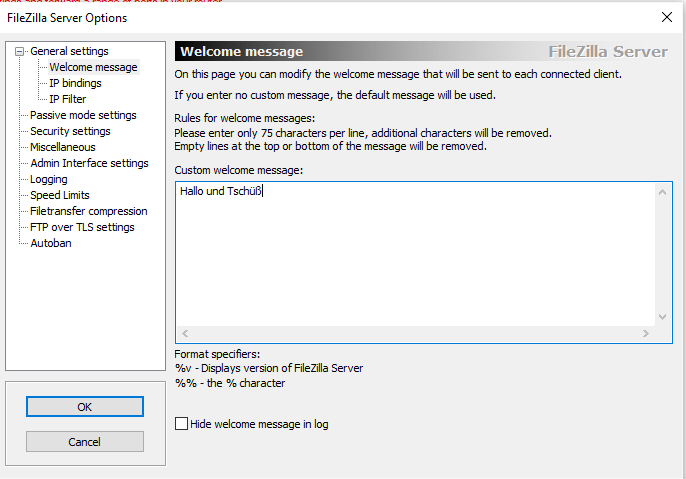 FileZilla Server Options
General settings
Welcome message
IP bindings
IP Filter
Passive mode settings
Security settings
Miscellaneous
Admin Interface settings
Logging
Speed Limits
Filetransfer compression
FTP over TLS settings
Autoban
OK
Cancel
Welcome message
FileZilla Server
On this page you can modify the welcome message that will be sent to each connected client.
If you enter no custom message, the default message will be used.
Rules for welcome messages:
Please enter only 75 characters per line, additional characters will be removed.
Empty lines at the top or bottom of the message will be removed.
Custom welcome message:
Hallo und Tschüß
Format specifiers:
%v - Displays version of FileZilla Server
%% - the % character
Hide welcome message in log